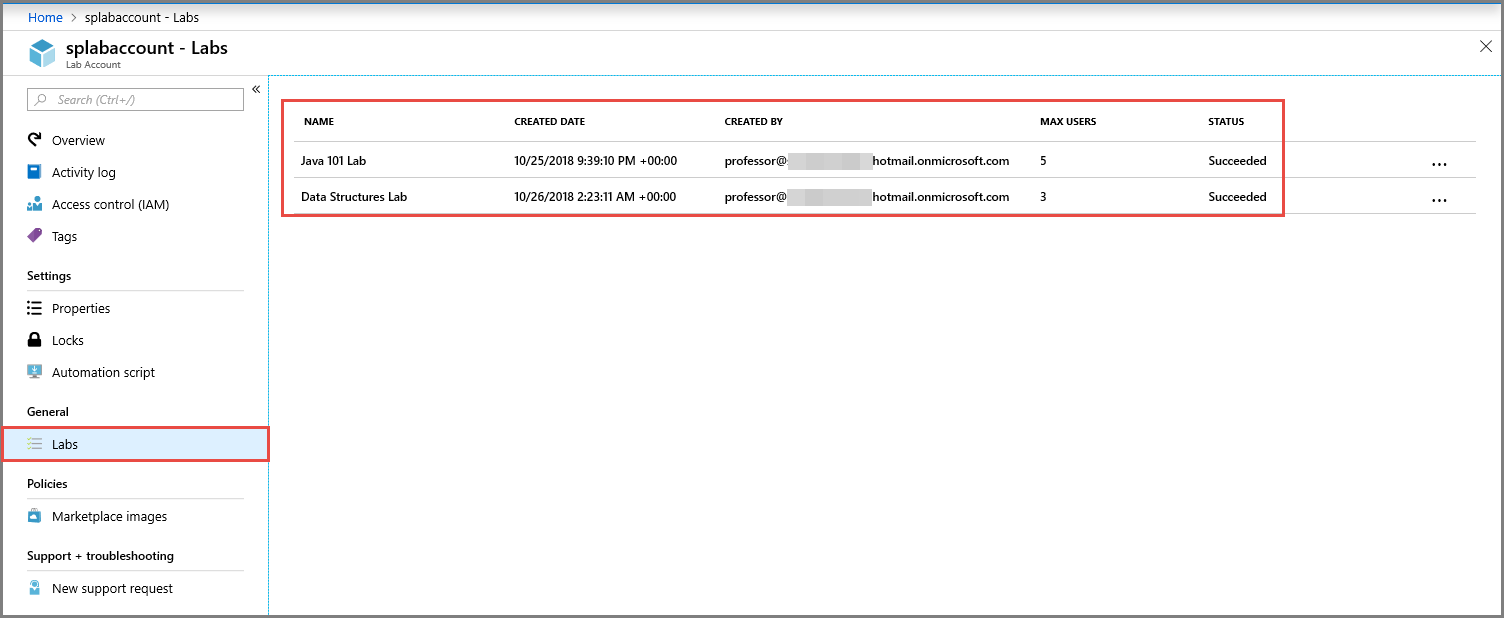 Home > splabaccount - Labs
splabaccount - Labs
Lab Account
Search (Ctrl+/)
Overview
Activity log
Access control (IAM)
Tags
Settings
Properties
Locks
Automation script
General
Labs
Policies
Marketplace images
Support + troubleshooting
New support request
NAME CREATED DATE CREATED BY MAX USERS STATUS
Java 101 Lab 10/25/2018 9:39:10 PM +00:00 professor@ hotmail.onmicrosoft.com 5 Succeeded ...
Data Structures Lab 10/26/2018 2:23:11 AM +00:00 professor@ hotmail.onmicrosoft.com 3 Succeeded ...